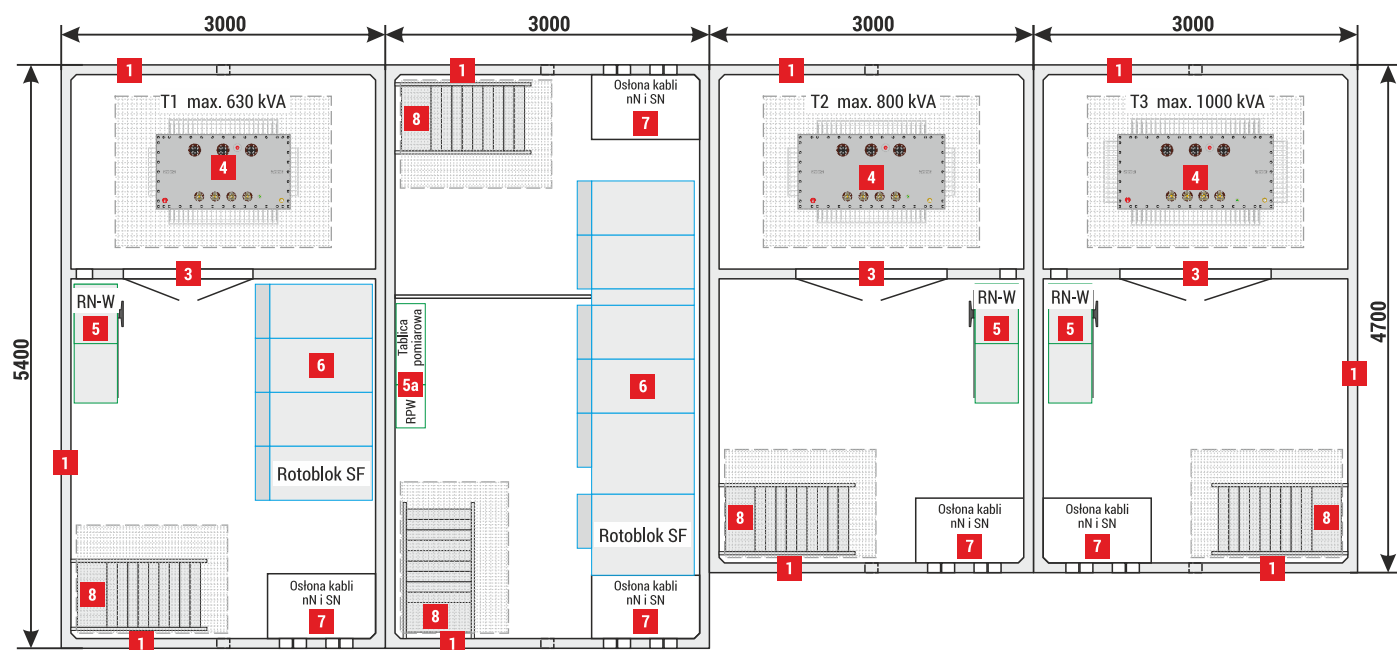 3000
3000
3000
3000
1
1
1
1
T1 max. 630 kVA
4
8
Osłona kabli
nN i SN
7
T2 max. 800 kVA
4
T3 max. 1000 kVA
4
3
3
3
RN-W
5
6
Rotoblok SF
Tablica
pomiarowa
5a
RPW
6
Rotoblok SF
RN-W
5
RN-W
5
5400
4700
1
1
8
Osłona kabli
nN i SN
7
8
Osłona kabli
nN i SN
7
8
Osłona kabli
nN i SN
7
Osłona kabli
nN i SN
7
8
1
1
1
1